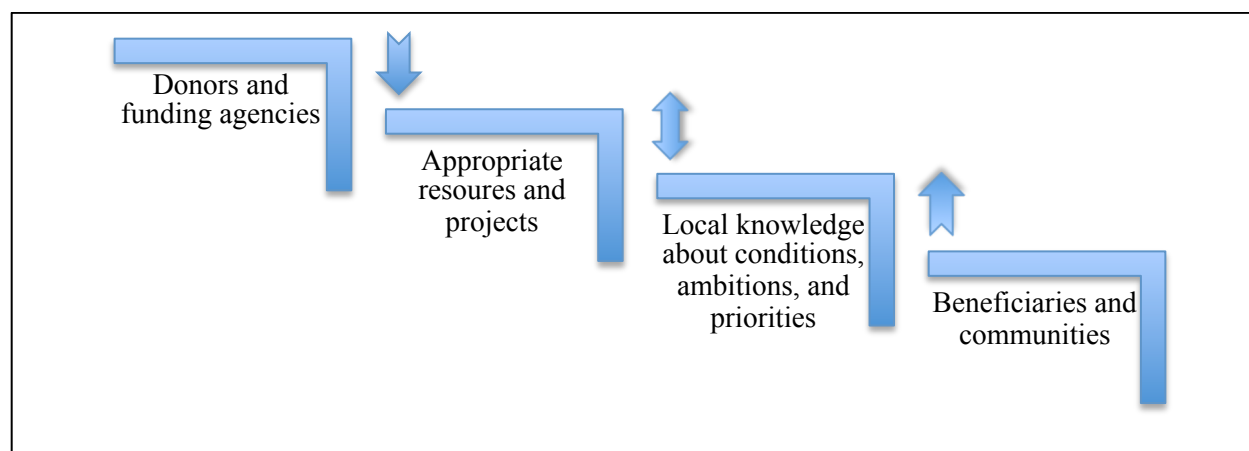 Donors and
funding agencies
Appropriate
resoures and
projects
Local knowledge
about conditions,
ambitions, and
priorities
Beneficiaries and
communities